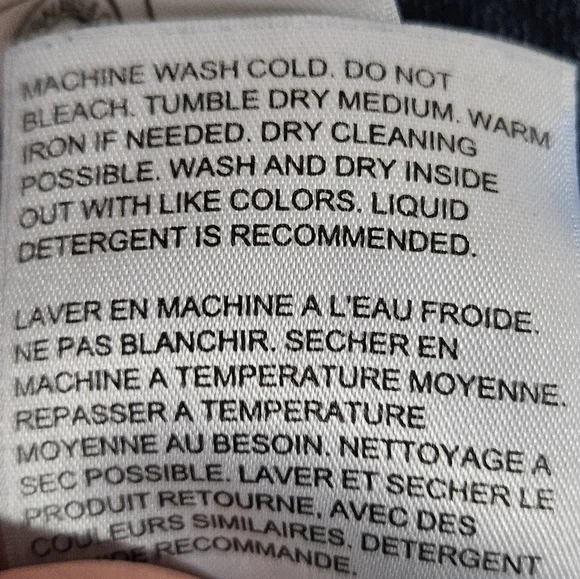 MACHINE WASH COLD. DO NOT
BLEACH. TUMBLE DRY MEDIUM. WARM
IRON IF NEEDED. DRY CLEANING
POSSIBLE. WASH AND DRY INSIDE
OUT WITH LIKE COLORS. LIQUID
DETERGENT IS RECOMMENDED.
LAVER EN MACHINE A L'EAU FROIDE.
NE PAS BLANCHIR. SECHER EN
MACHINE A TEMPERATURE MOYENNE.
REPASSER A TEMPERATURE
MOYENNE AU BESOIN. NETTOYAGE A
SEC POSSIBLE. LAVER ET SECHER LE
PRODUIT RETOURNE, AVEC DES
COULEURS SIMILAIRES. DETERGENT
RECOMMANDE.